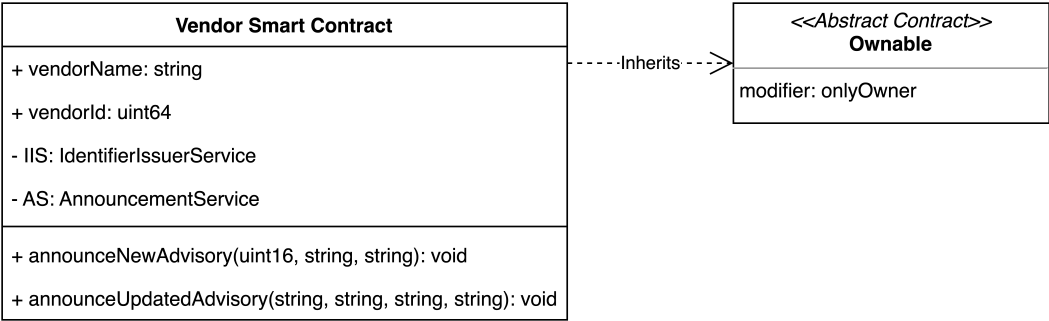 Vendor Smart Contract
+ vendorName: string
+ vendorId: uint64
- IIS: IdentifierIssuerService
- AS: AnnouncementService
+ announceNewAdvisory(uint16, string, string): void
+ announceUpdatedAdvisory(string, string, string, string): void
Inherits
<<Abstract Contract>>
Ownable
modifier: onlyOwner